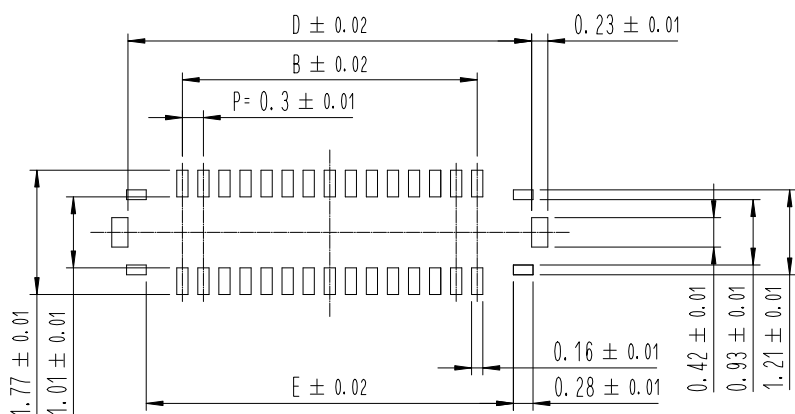 D ± 0.02
0.23 ± 0.01
B ± 0.02
P= 0.3 ± 0.01
1.77 ± 0.01
1.01 ± 0.01
0.42 ± 0.01
0.93 ± 0.01
1.21 ± 0.01
0.16 ± 0.01
E ± 0.02
0.28 ± 0.01